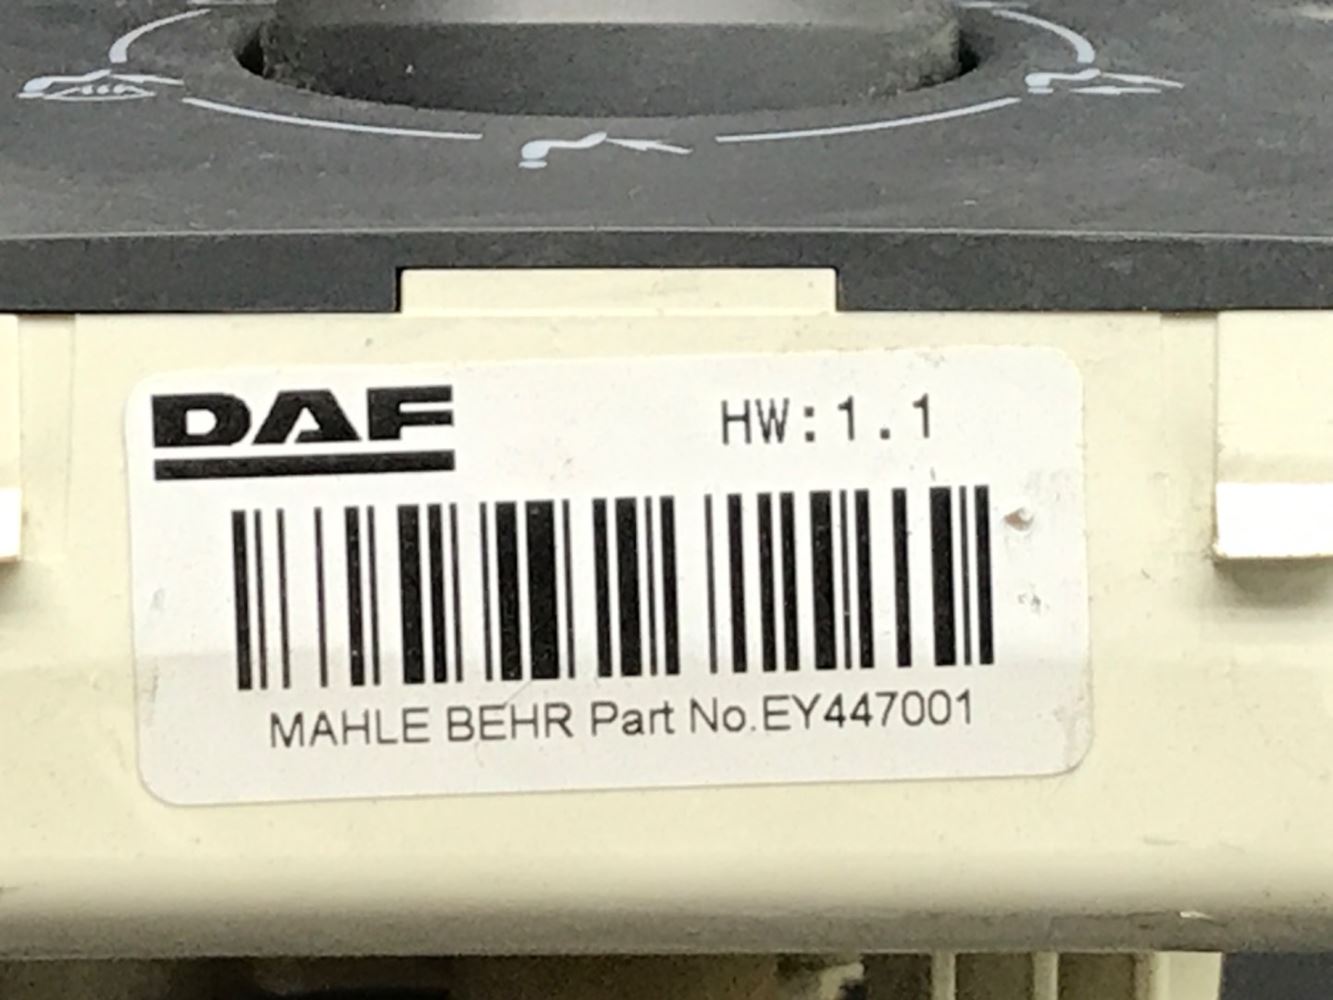 DAF
HW:1.1
MAHLE BEHR Part No.EY447001